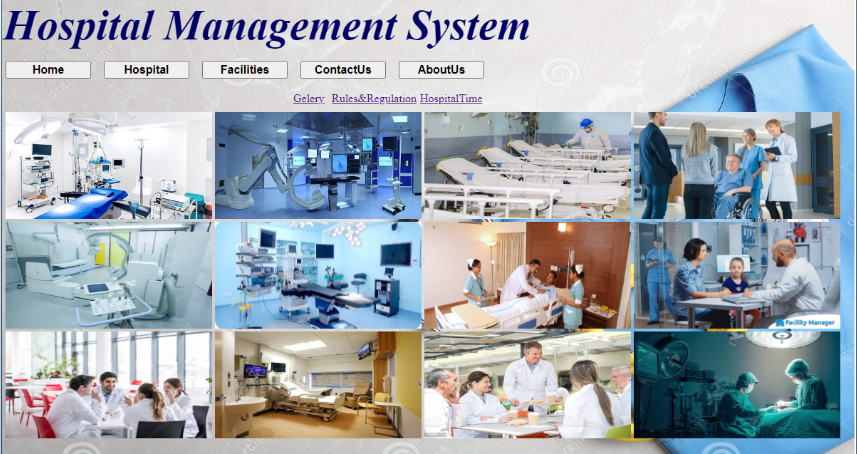 Hospital Management System
Home Hospital Facilities ContactUs AboutUs
Gelery Rules&Regulation HospitalTime
Facility Manager